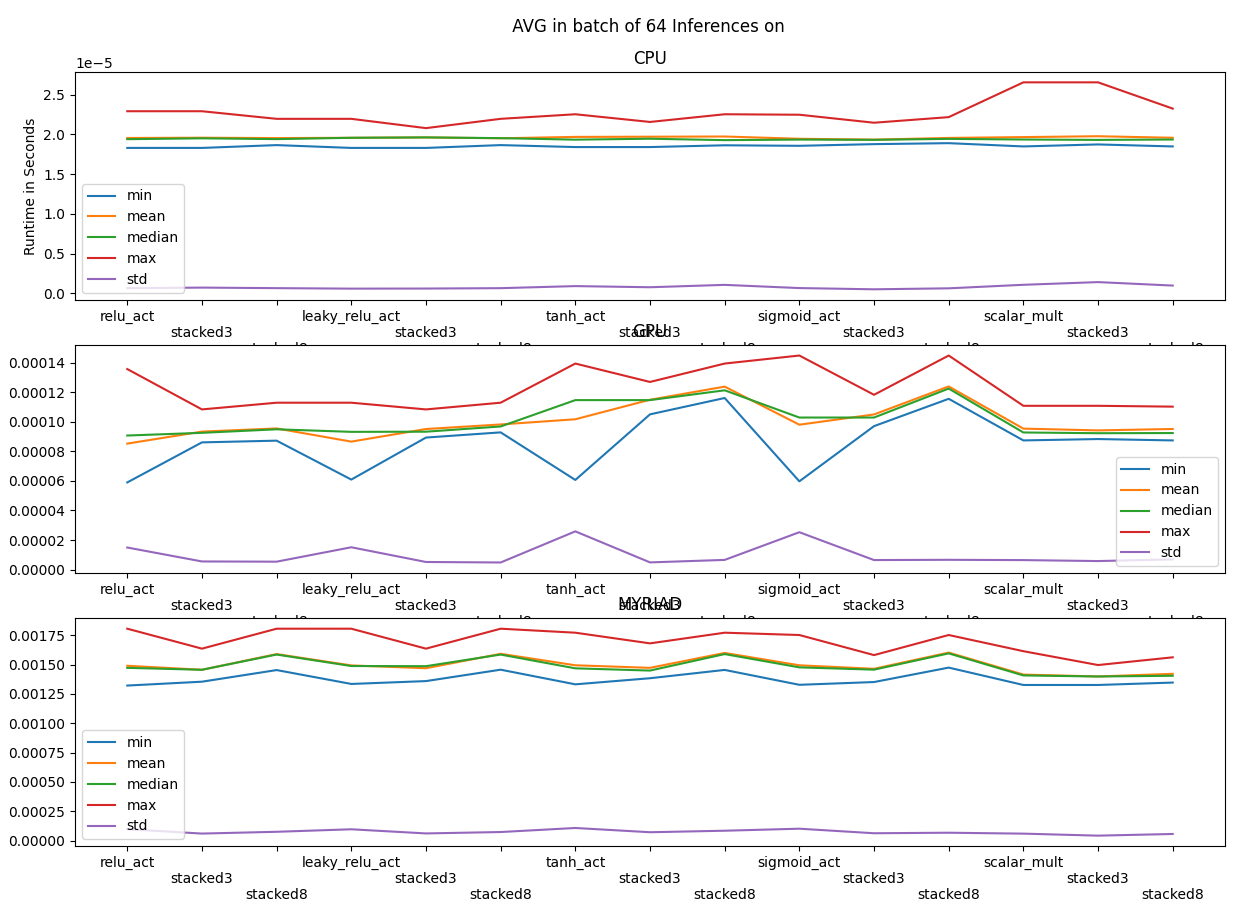 AVG in batch of 64 Inferences on
CPU
1e−5
Runtime in Seconds
2.5
2.0
1.5
1.0
0.5
0.0
min
mean
median
max
std
relu_act
leaky_relu_act
tanh_act
sigmoid_act
scalar_mult
stacked3
stacked3
stacked3
stacked3
stacked3
GPU
0.00014
0.00012
0.00010
0.00008
0.00006
0.00004
0.00002
0.00000
min
mean
median
max
std
relu_act
leaky_relu_act
tanh_act
sigmoid_act
scalar_mult
stacked3
stacked3
stacked3
stacked3
stacked3
MYRIAD
0.00175
0.00150
0.00125
0.00100
0.00075
0.00050
0.00025
0.00000
min
mean
median
max
std
relu_act
leaky_relu_act
tanh_act
sigmoid_act
scalar_mult
stacked3
stacked3
stacked3
stacked3
stacked3
stacked8
stacked8
stacked8
stacked8
stacked8